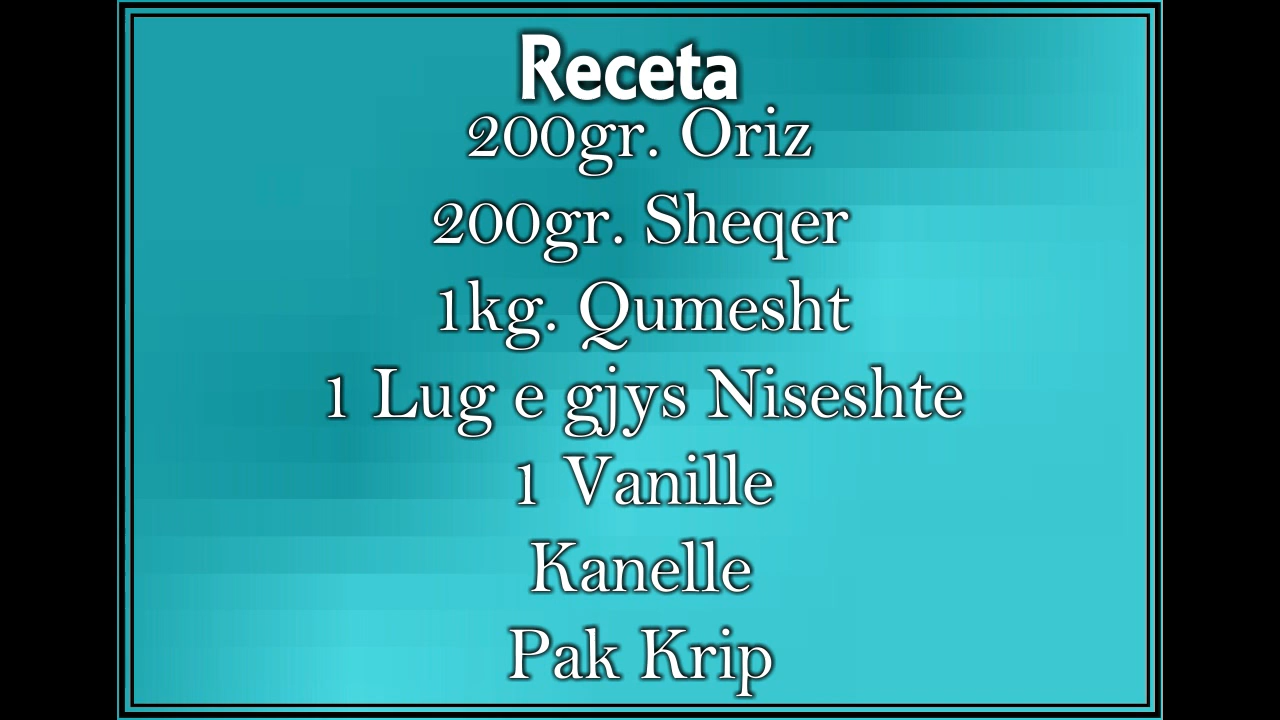 Receta
200gr. Oriz
200gr. Sheqer
1kg. Qumesht
1 Lug e gjys Niseshte
1 Vanille
Kanelle
Pak Krip